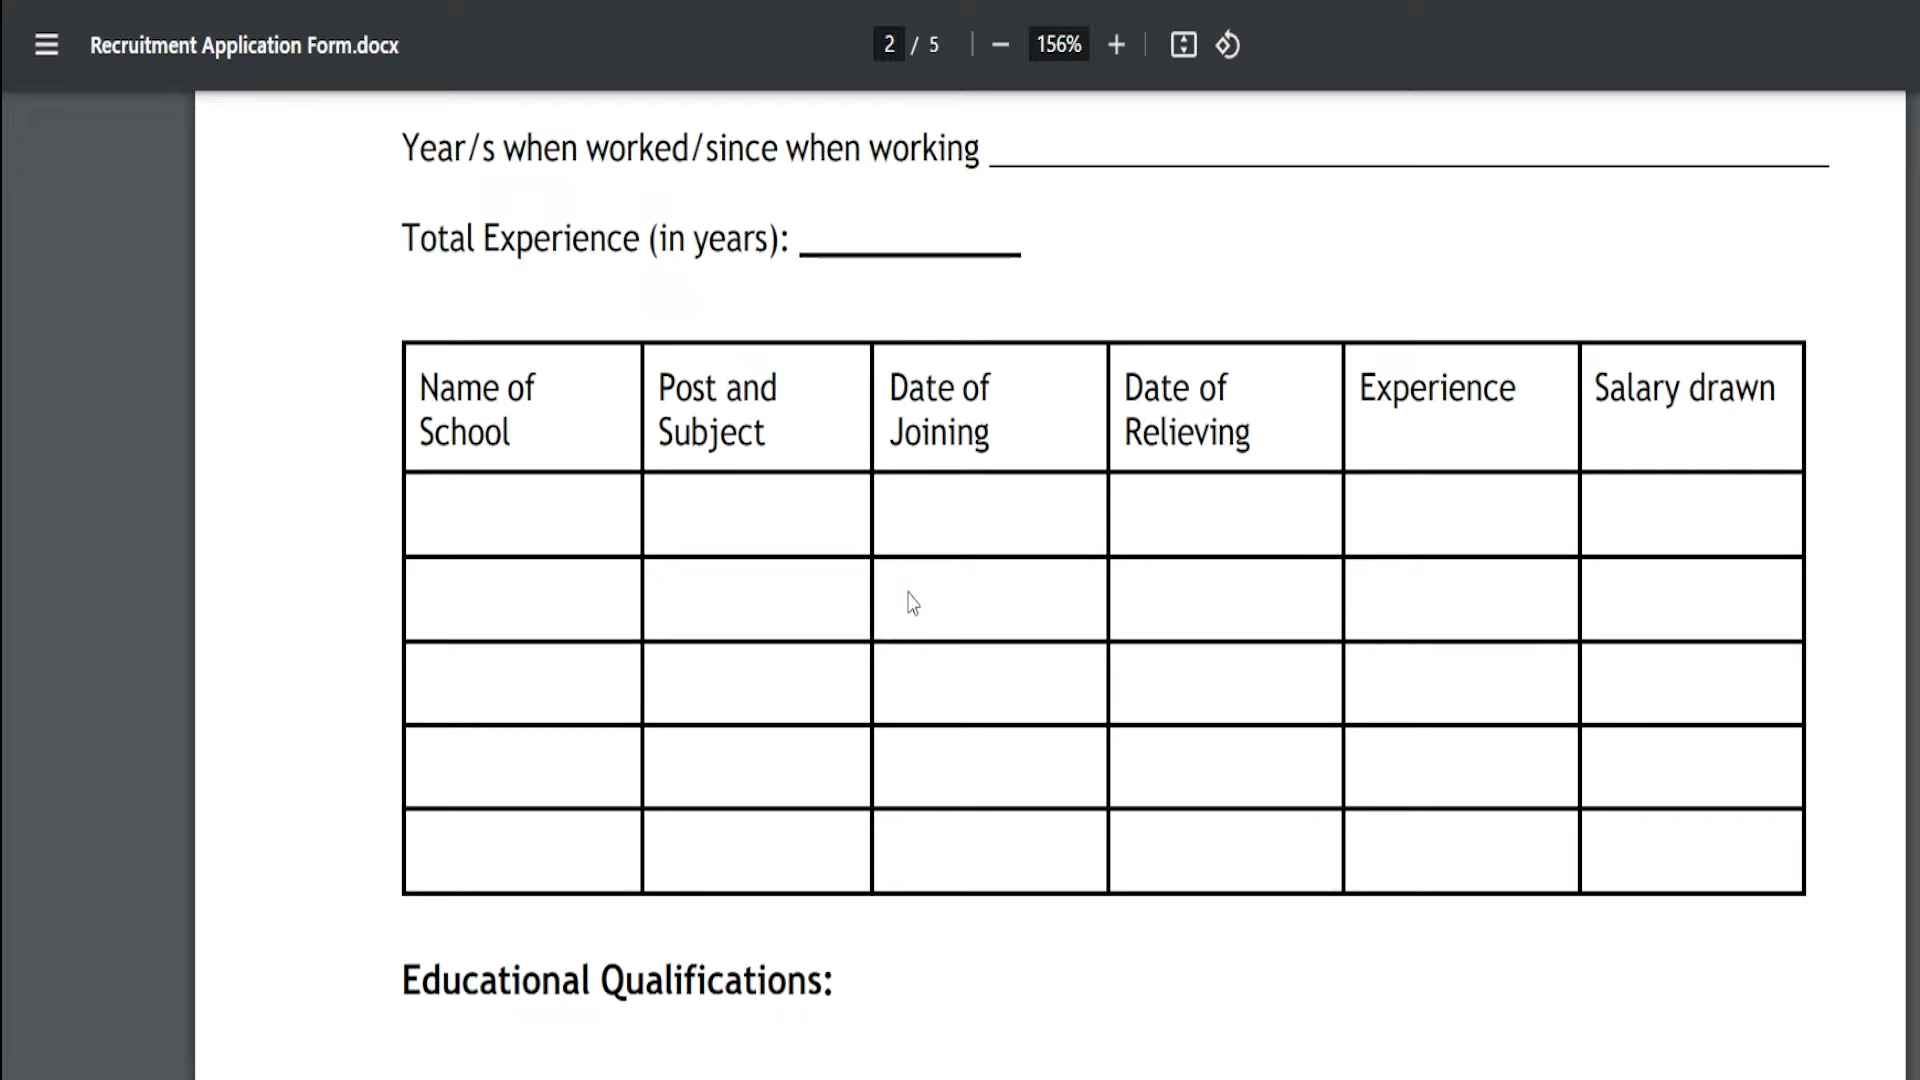 Recruitment Application Form.docx
2 / 5
156%
Year/s when worked/since when working
Total Experience (in years):
Name of School
Post and Subject
Date of Joining
Date of Relieving
Experience
Salary drawn
Educational Qualifications: